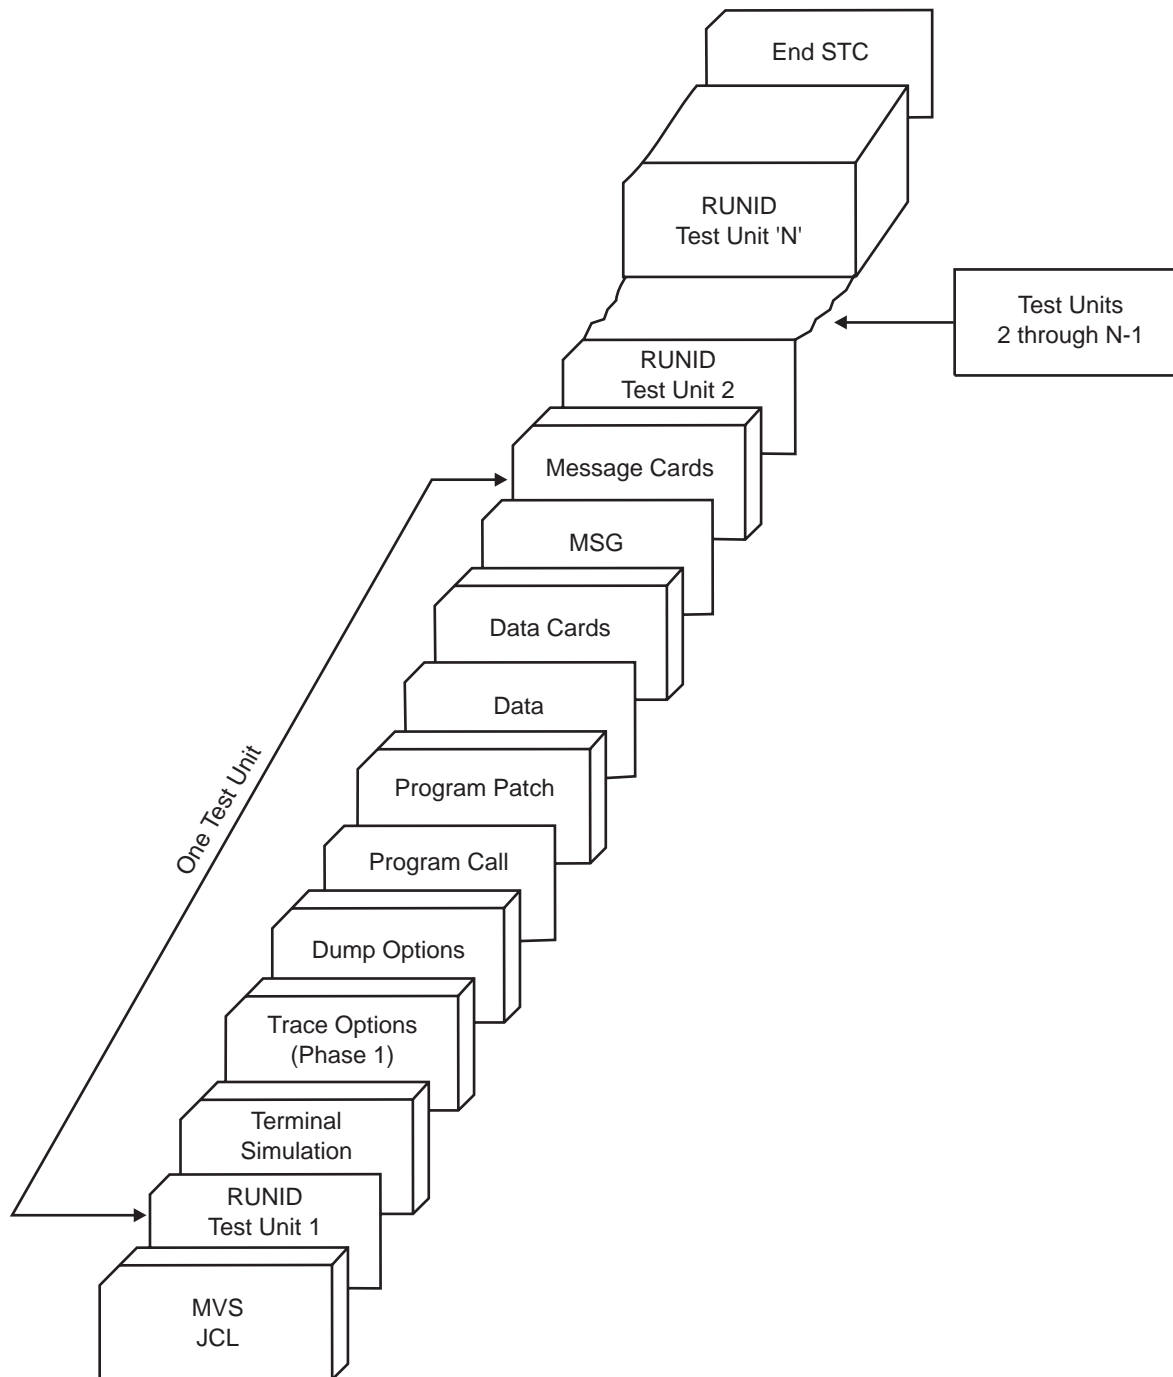 End STC
RUNID
Test Unit 'N'
Test Units
2 through N-1
RUNID
Test Unit 2
Message Cards
MSG
Data Cards
Data
One Test Unit
Program Patch
Program Call
Dump Options
Trace Options
(Phase 1)
Terminal
Simulation
RUNID
Test Unit 1
MVS
JCL